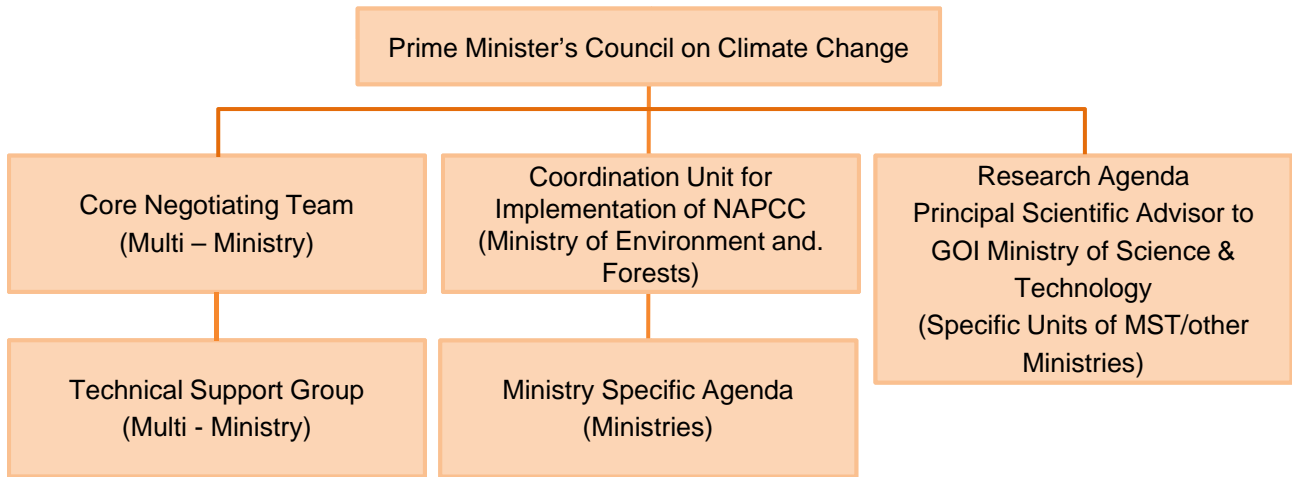 Prime Minister’s Council on Climate Change
Core Negotiating Team
(Multi – Ministry)
Coordination Unit for
Implementation of NAPCC
(Ministry of Environment and.
Forests)
Research Agenda
Principal Scientific Advisor to
GOI Ministry of Science &
Technology
(Specific Units of MST/other
Ministries)
Technical Support Group
(Multi - Ministry)
Ministry Specific Agenda
(Ministries)